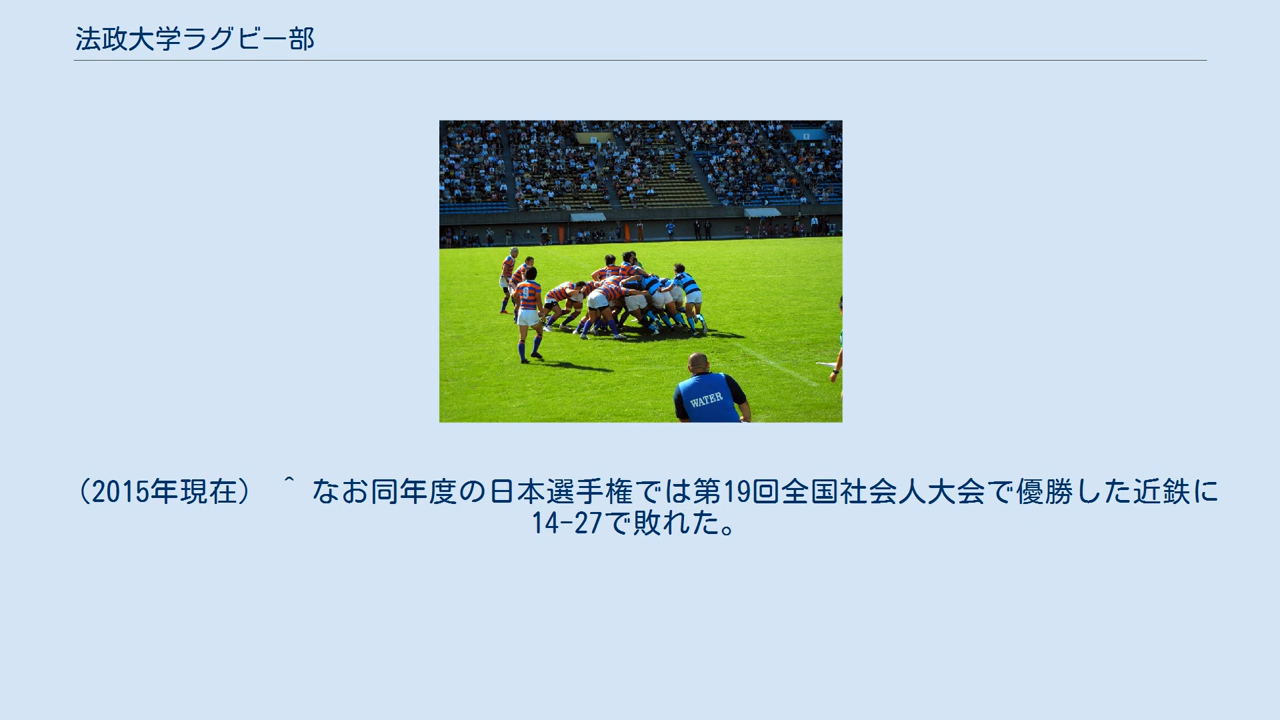 法政大学ラグビー部
9
WATER
（2015年現在） ^ なお同年度の日本選手権では第19回全国社会人大会で優勝した近鉄に
14-27で敗れた。